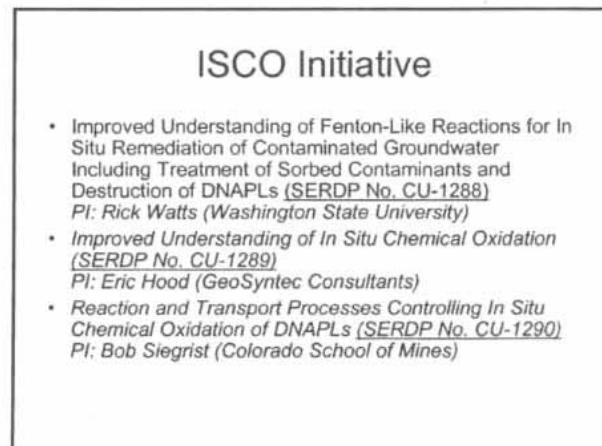 ISCO Initiative
• Improved Understanding of Fenton-Like Reactions for In
Situ Remediation of Contaminated Groundwater
Including Treatment of Sorbed Contaminants and
Destruction of DNAPLs (SERDP No. CU-1288)
PI: Rick Watts (Washington State University)
• Improved Understanding of In Situ Chemical Oxidation
(SERDP No. CU-1289)
PI: Eric Hood (GeoSyntec Consultants)
• Reaction and Transport Processes Controlling In Situ
Chemical Oxidation of DNAPLs (SERDP No. CU-1290)
PI: Bob Siegrist (Colorado School of Mines)